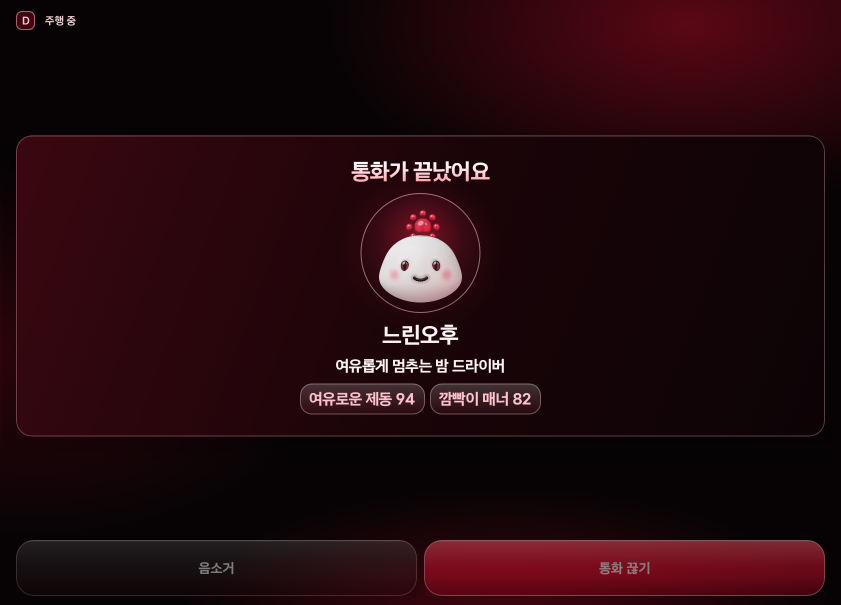 D 주행 중
통화가 끝났어요
느린오후
여유롭게 멈추는 밤 드라이버
여유로운 제동 94 깜빡이 매너 82
음소거 통화 끊기